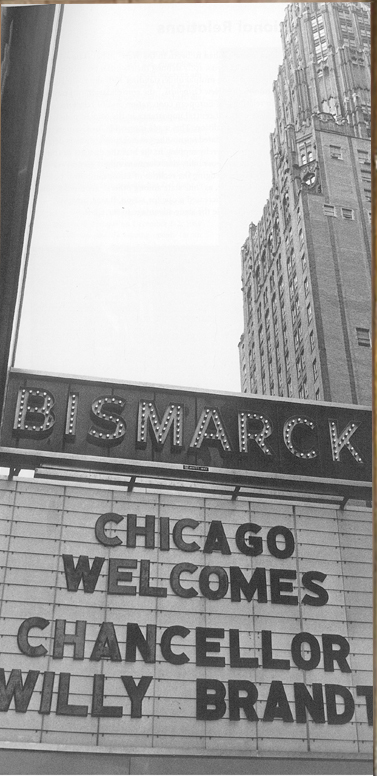 BISMARCK
CHICAGO
WELCOMES
CHANCELLOR
WILLY BRANDT